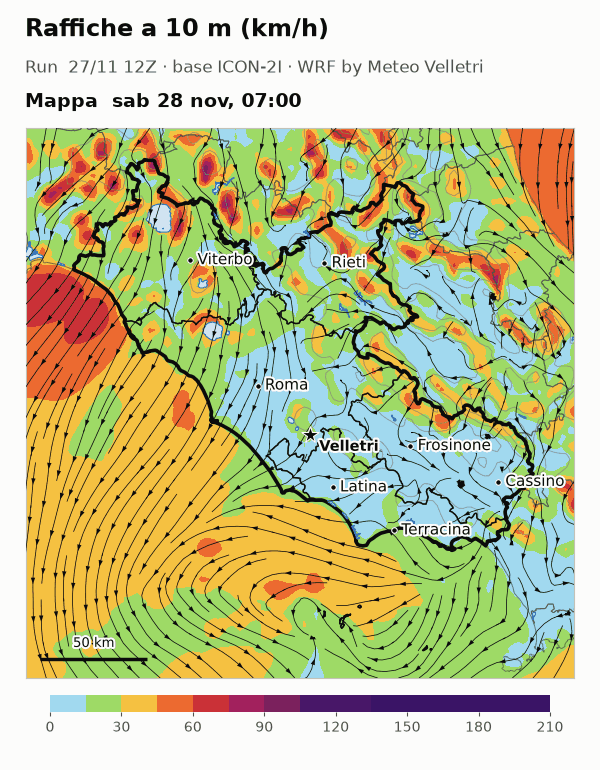 Raffiche a 10 m (km/h)
Run  27/11 12Z · base ICON-2I · WRF by Meteo Velletri
Mappa  sab 28 nov, 07:00
Viterbo
Rieti
Roma
Velletri
Frosinone
Latina
Cassino
Terracina
50 km
0 30 60 90 120 150 180 210